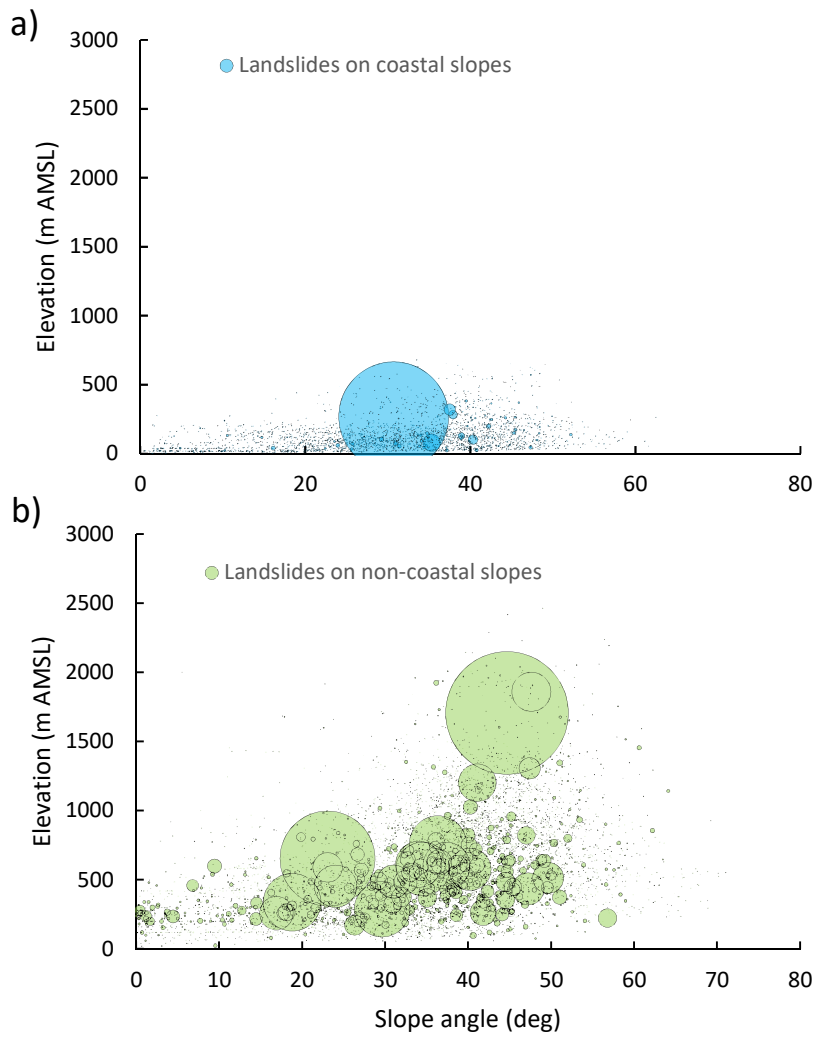 a)
3000
Landslides on coastal slopes
2500
2000
1500
1000
500
0
Elevation (m AMSL)
0 20 40 60 80
b)
3000
Landslides on non-coastal slopes
2500
2000
1500
1000
500
0
Elevation (m AMSL)
0 10 20 30 40 50 60 70 80
Slope angle (deg)